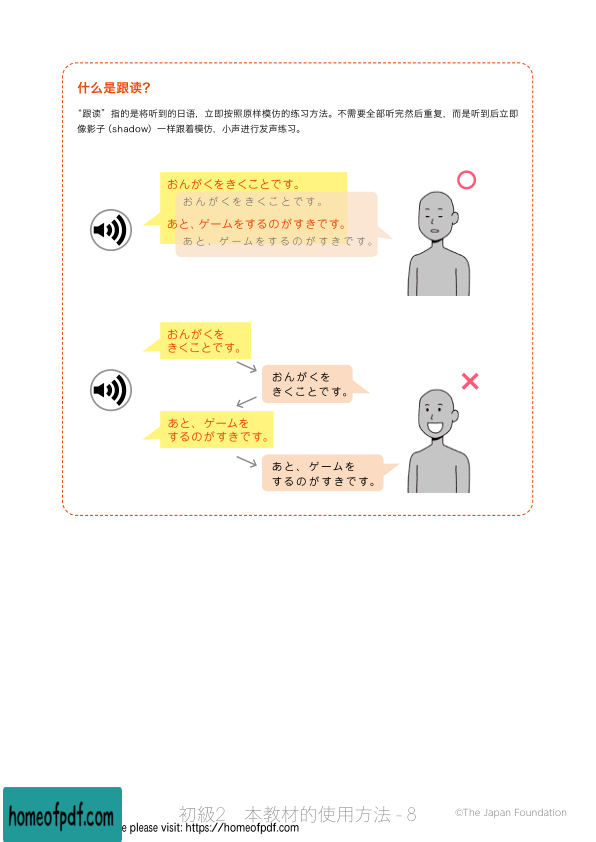 什么是跟读？
“跟读”指的是将听到的日语，立即按照原样模仿的练习方法。不需要全部听完然后重复，而是听到后立即
像影子 (shadow) 一样跟着模仿，小声进行发声练习。
おんがくをきくことです。
おんがくをきくことです。
あと、ゲームをするのがすきです。
あと、ゲームをするのがすきです。
おんがくを
きくことです。
おんがくを
きくことです。
あと、ゲームを
するのがすきです。
あと、ゲームを
するのがすきです。
初級2 本教材的使用方法 - 8
©The Japan Foundation
homeofpdf.com
e please visit: https://homeofpdf.com